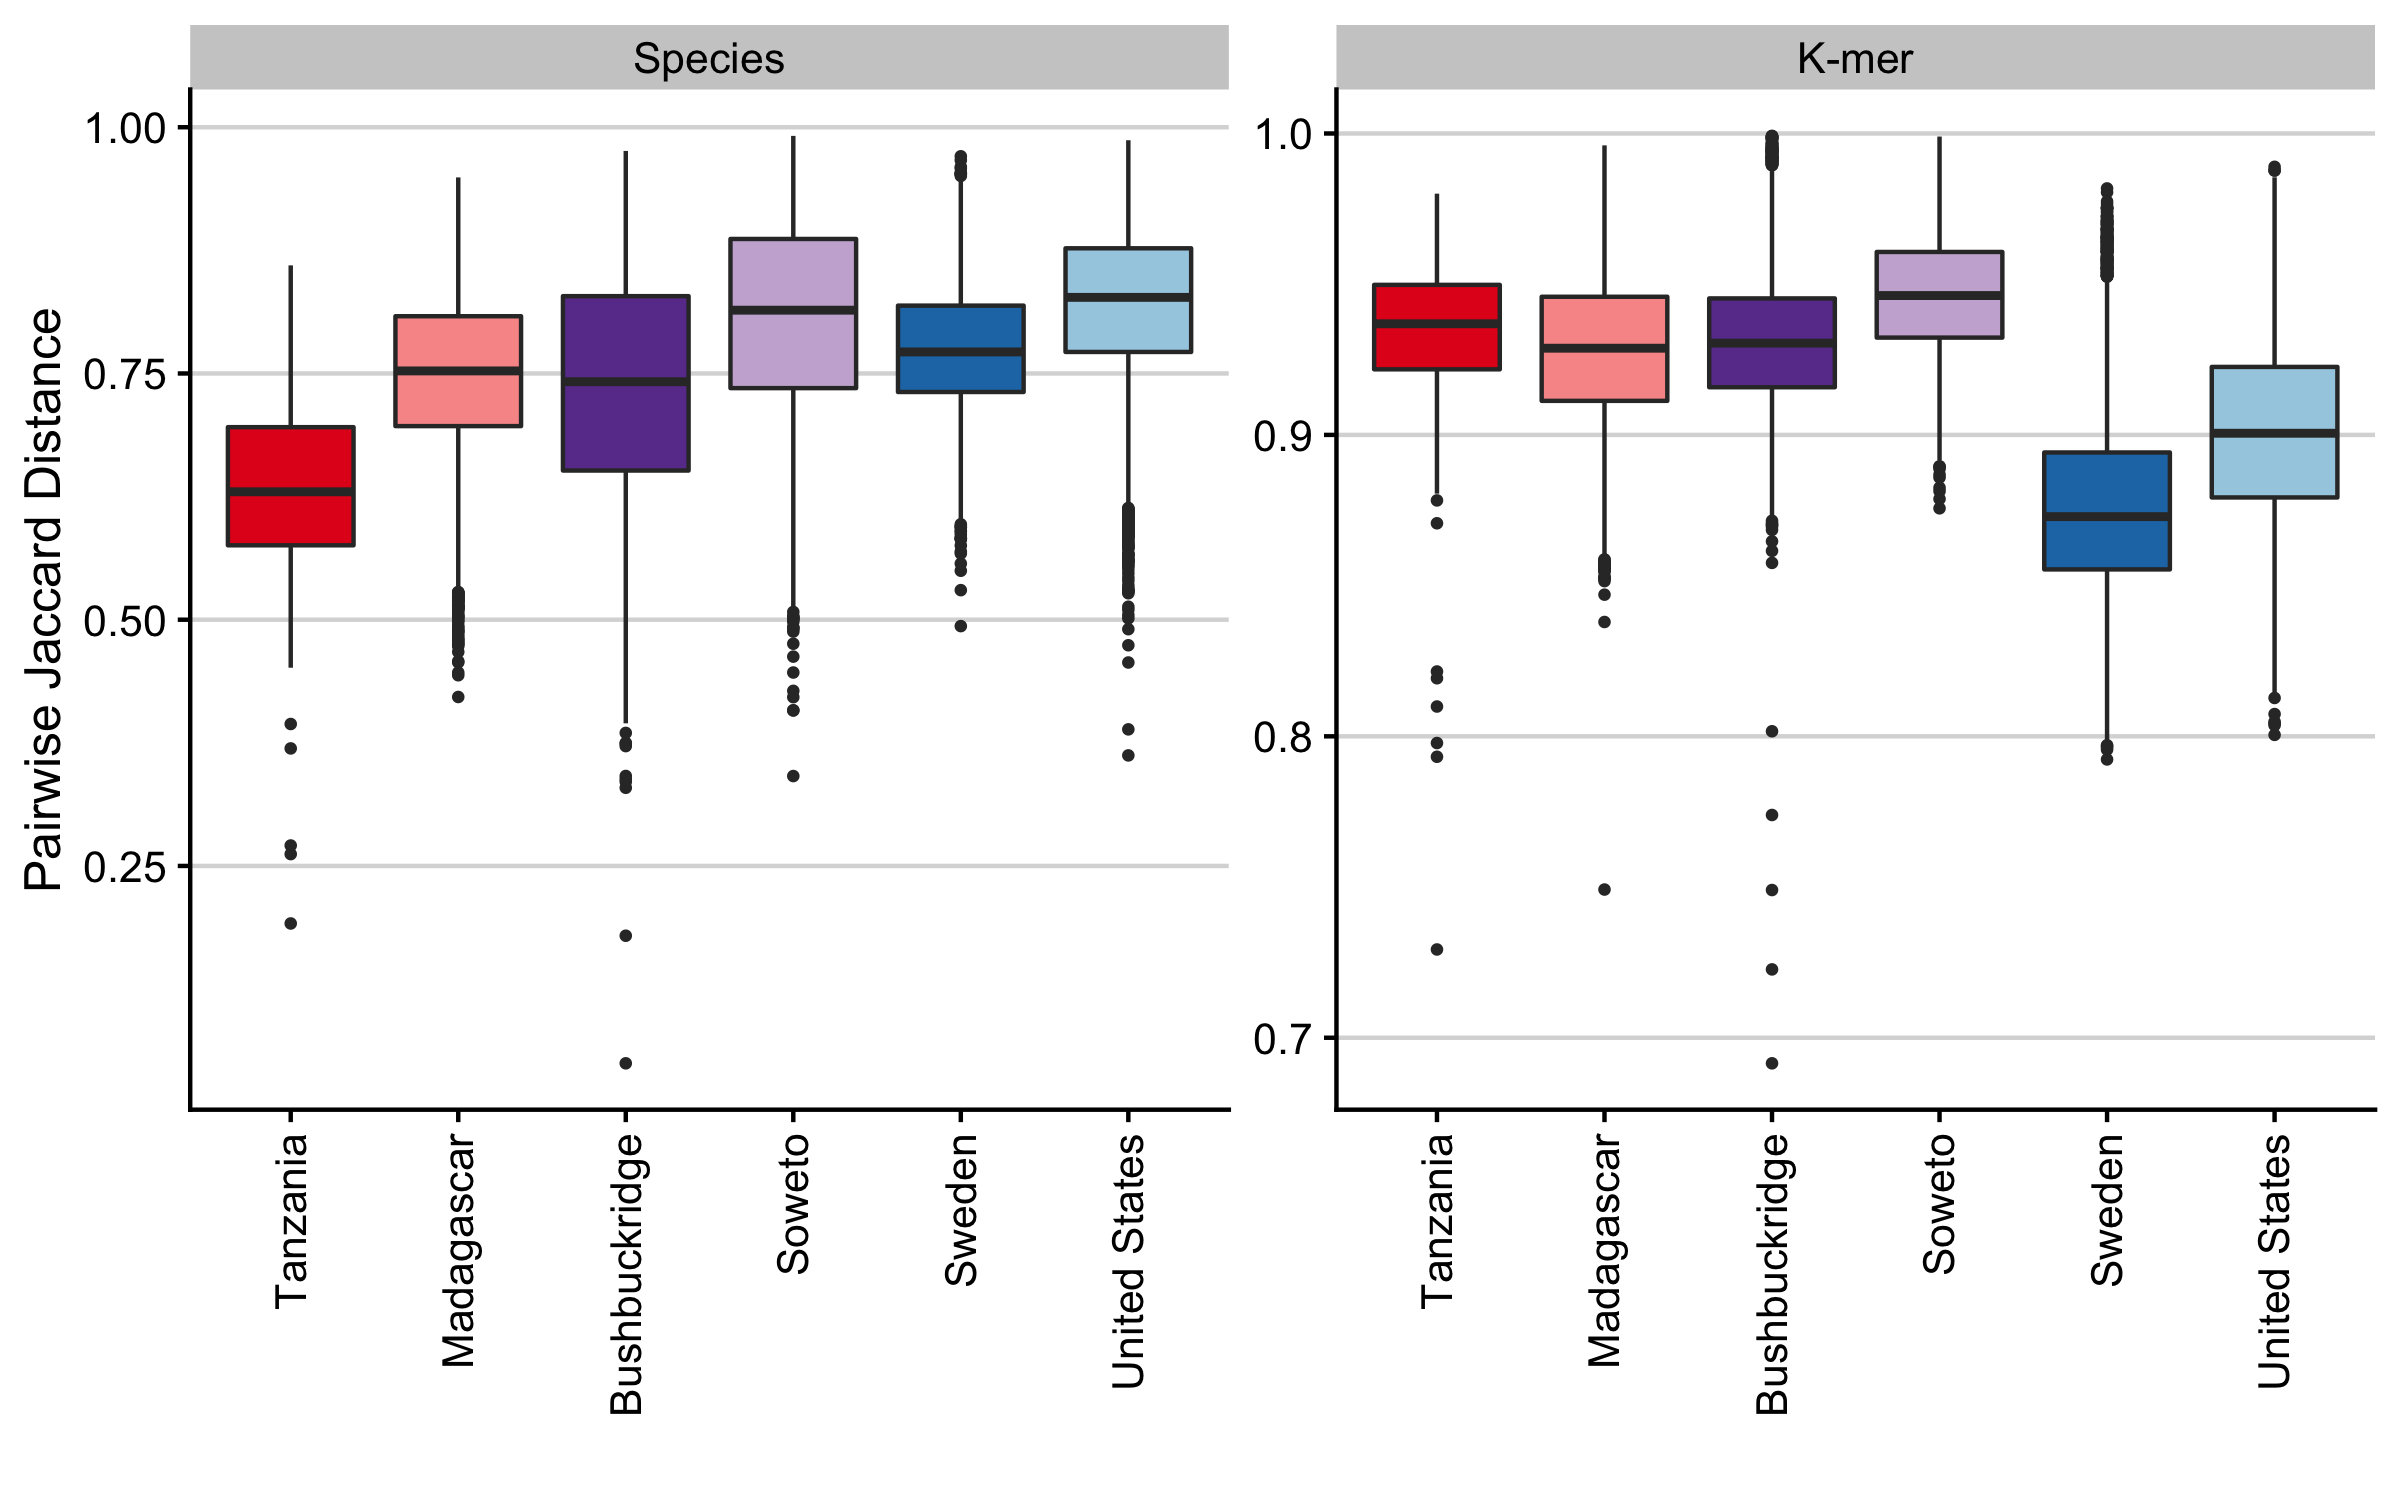 Species
K-mer
Pairwise Jaccard Distance
1.00
0.75
0.50
0.25
1.0
0.9
0.8
0.7
Tanzania
Madagascar
Bushbuckridge
Soweto
Sweden
United States
Tanzania
Madagascar
Bushbuckridge
Soweto
Sweden
United States